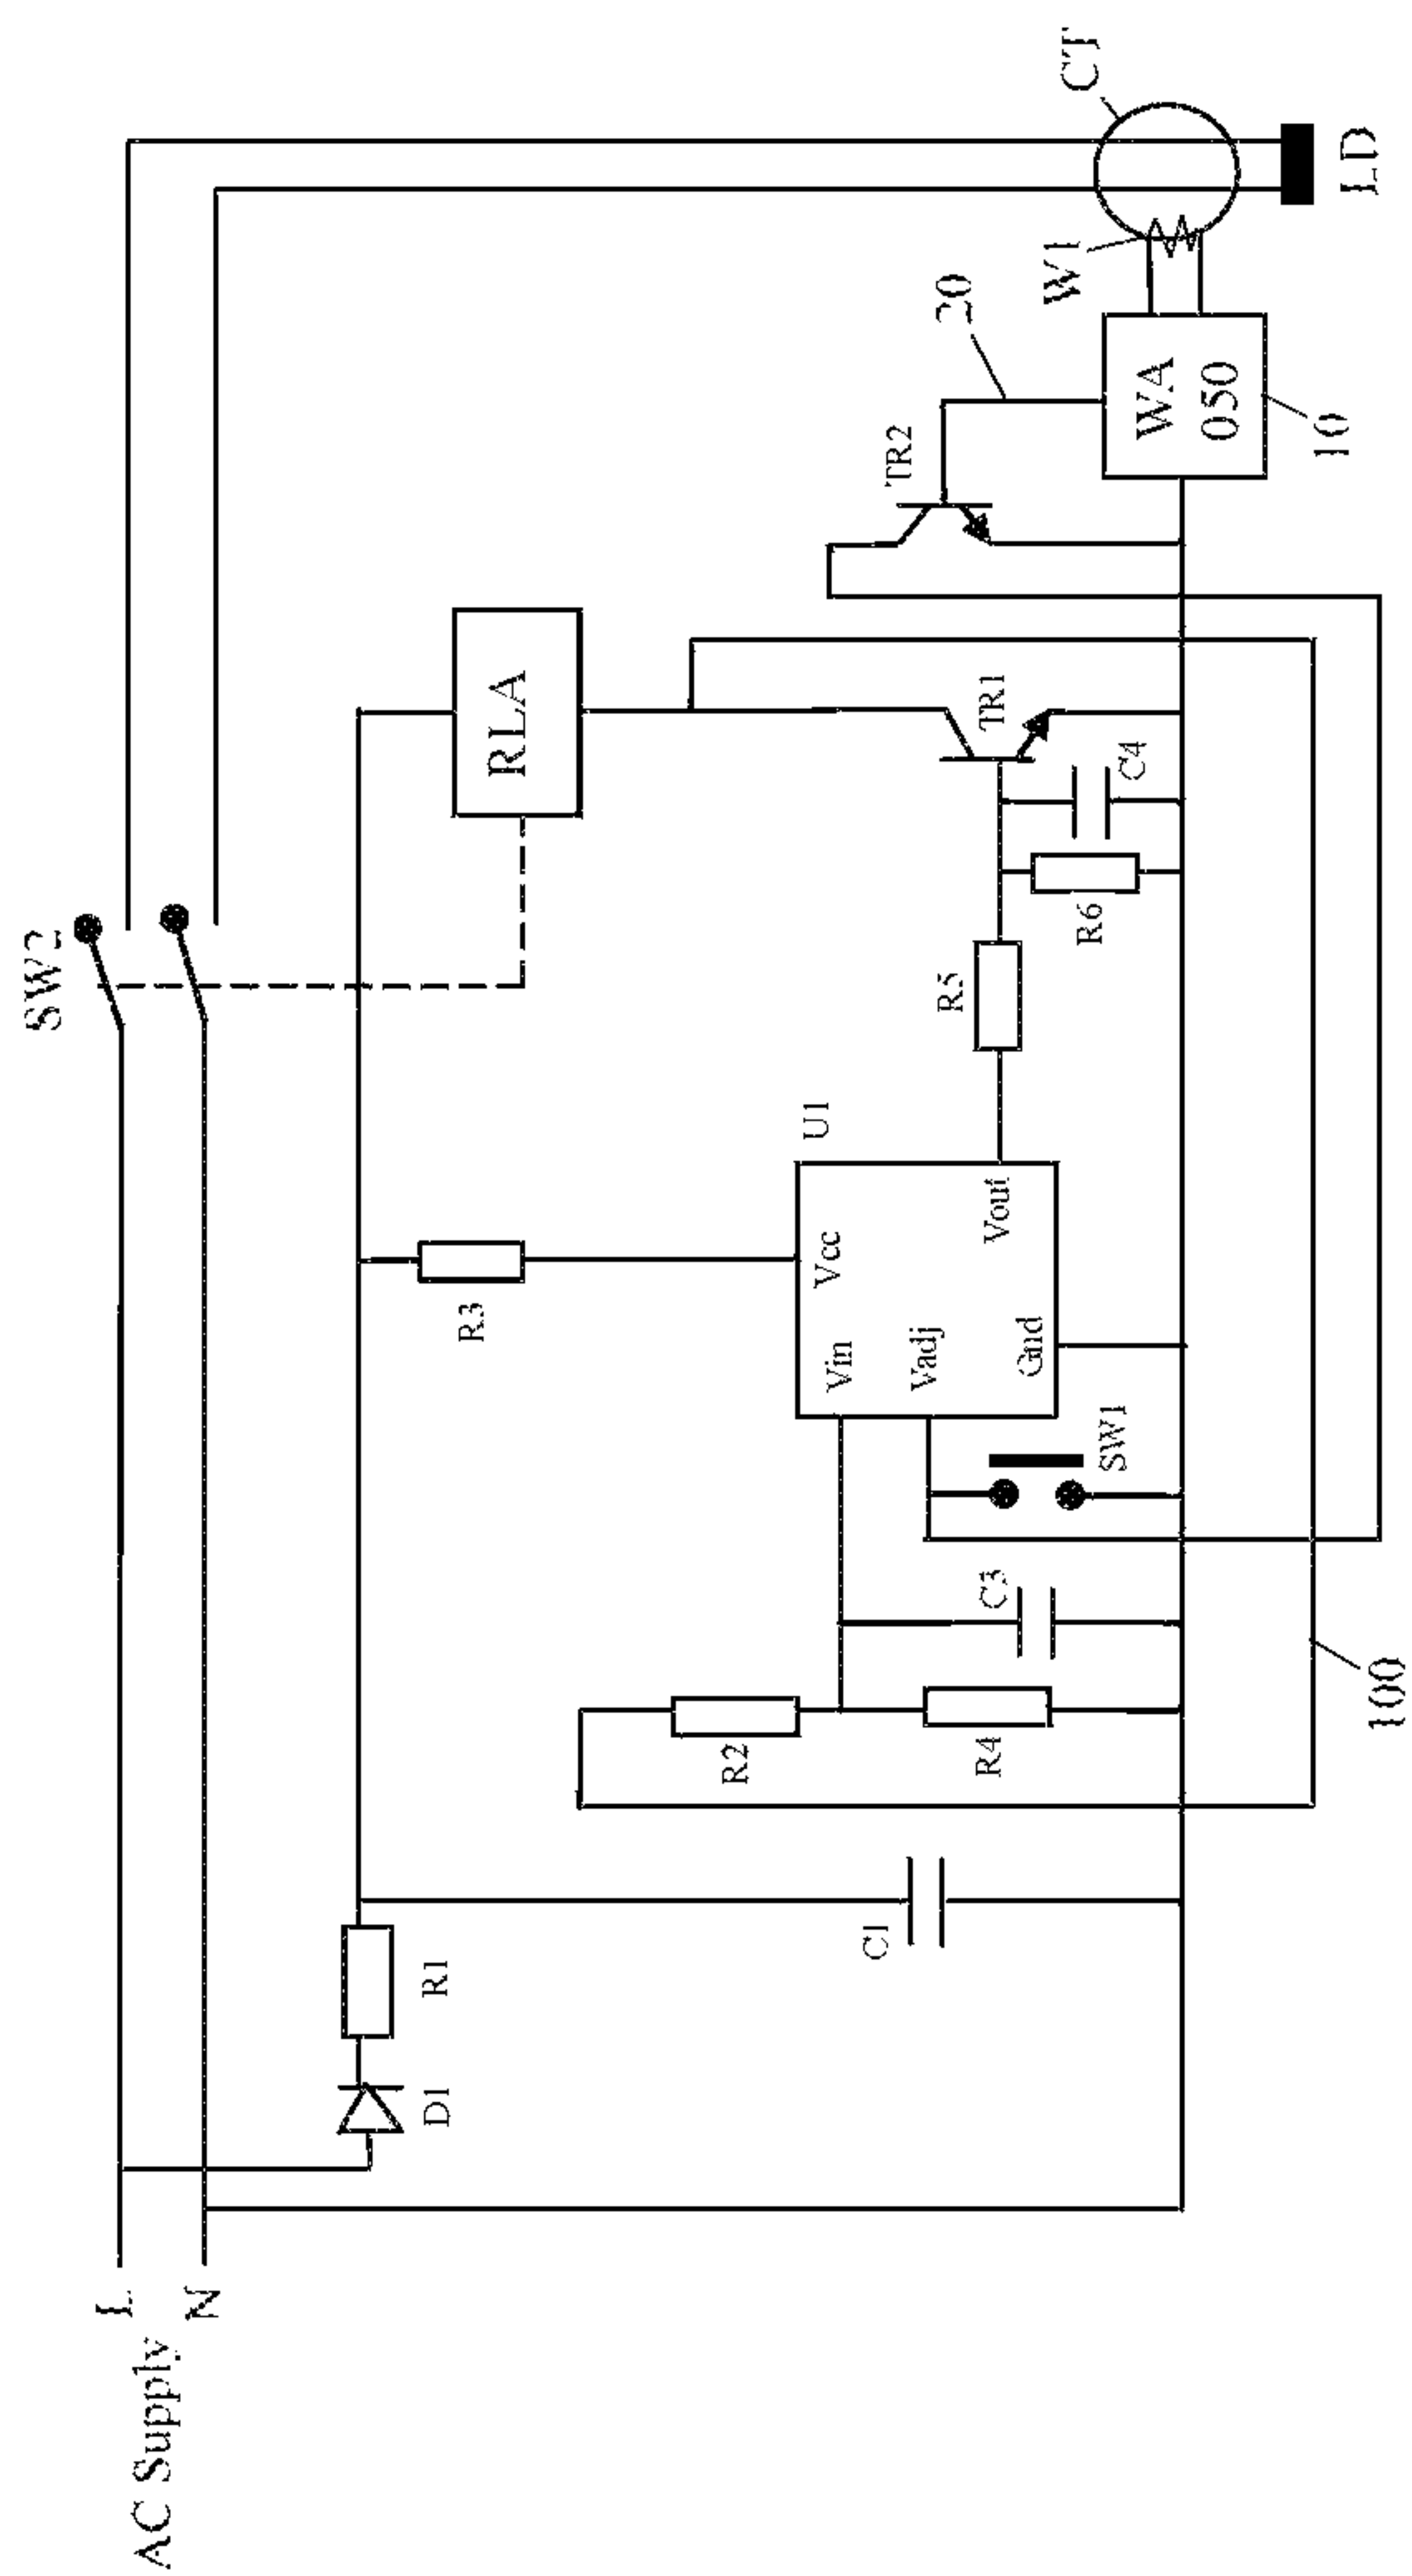 AC Supply
L
N
SW2
D1
R1
C1
R2
R4
C3
R3
SW1
U1
Vin
Vcc
Vadj
Gnd
Vout
R5
R6
C4
TR1
RLA
TR2
20
WA
050
10
W1
CT
LD
100